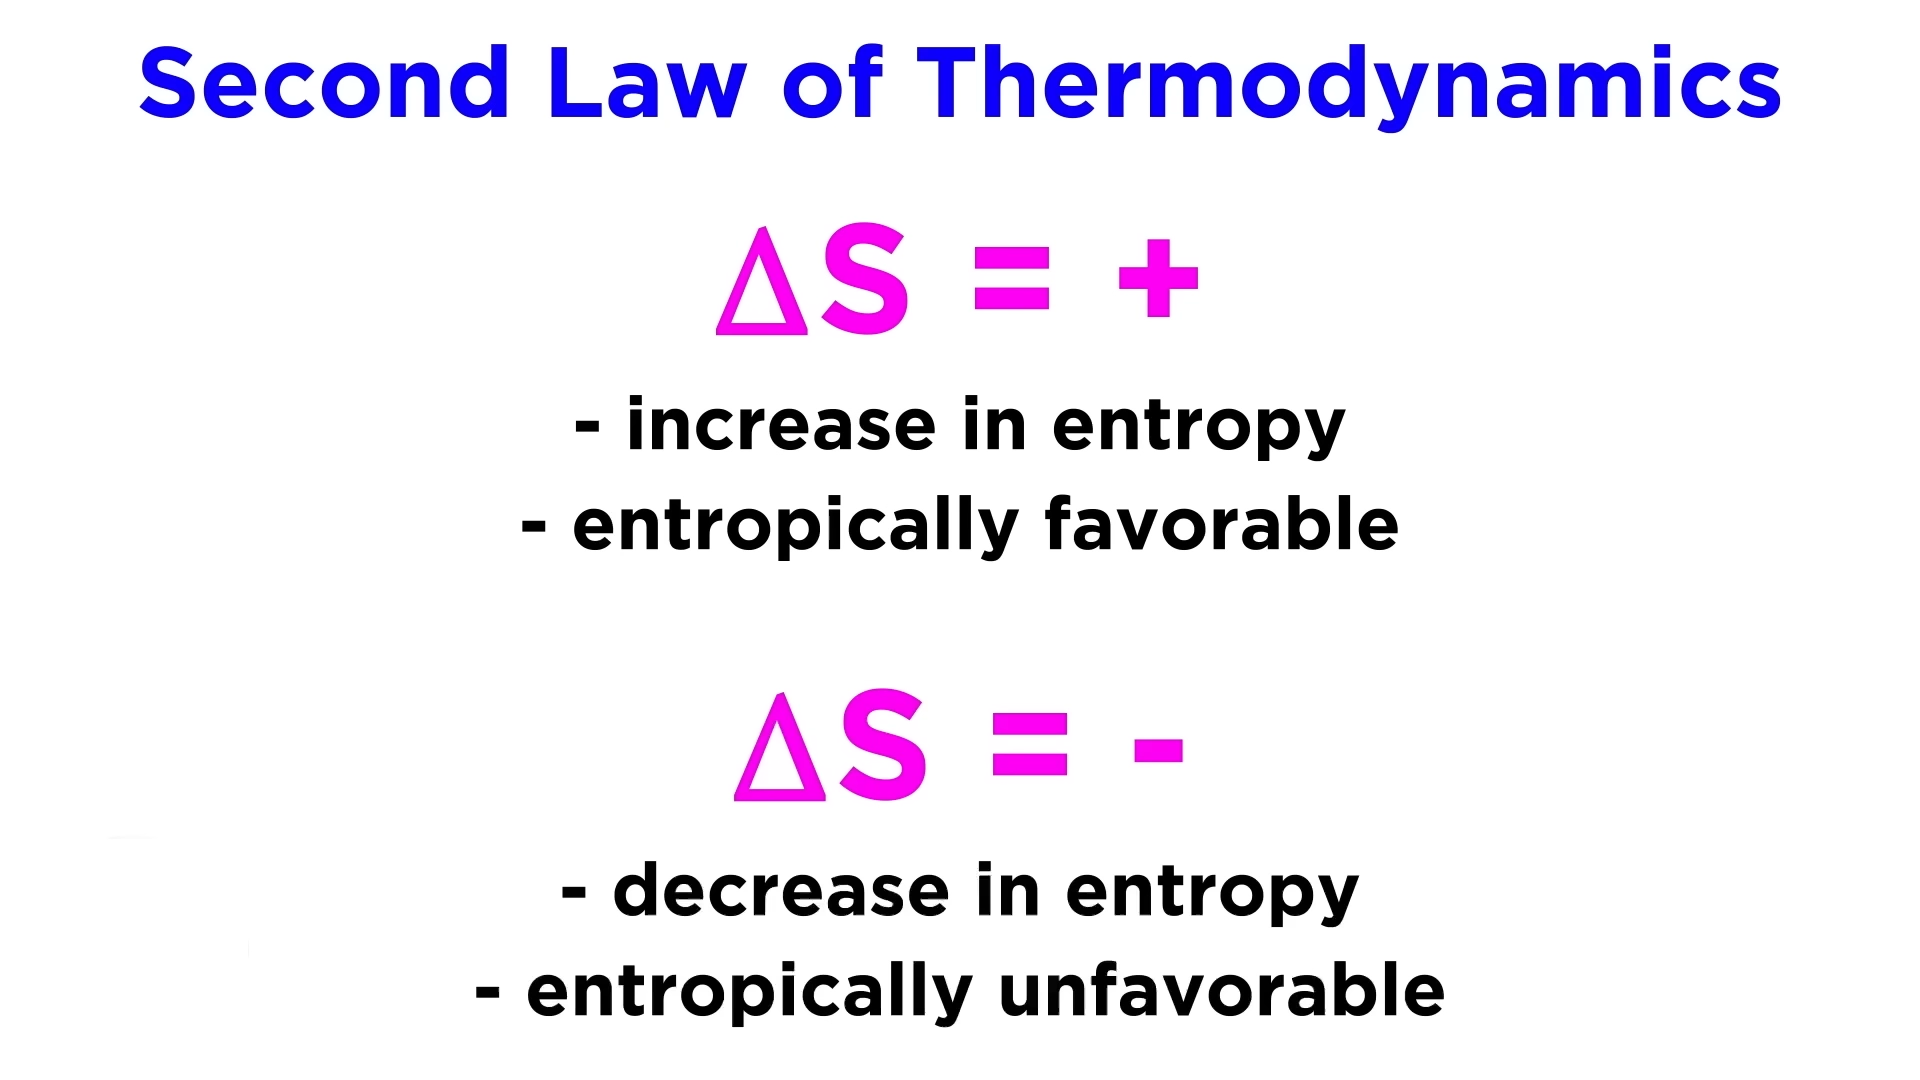 Second Law of Thermodynamics
ΔS = +
- increase in entropy
- entropically favorable
ΔS = -
- decrease in entropy
- entropically unfavorable